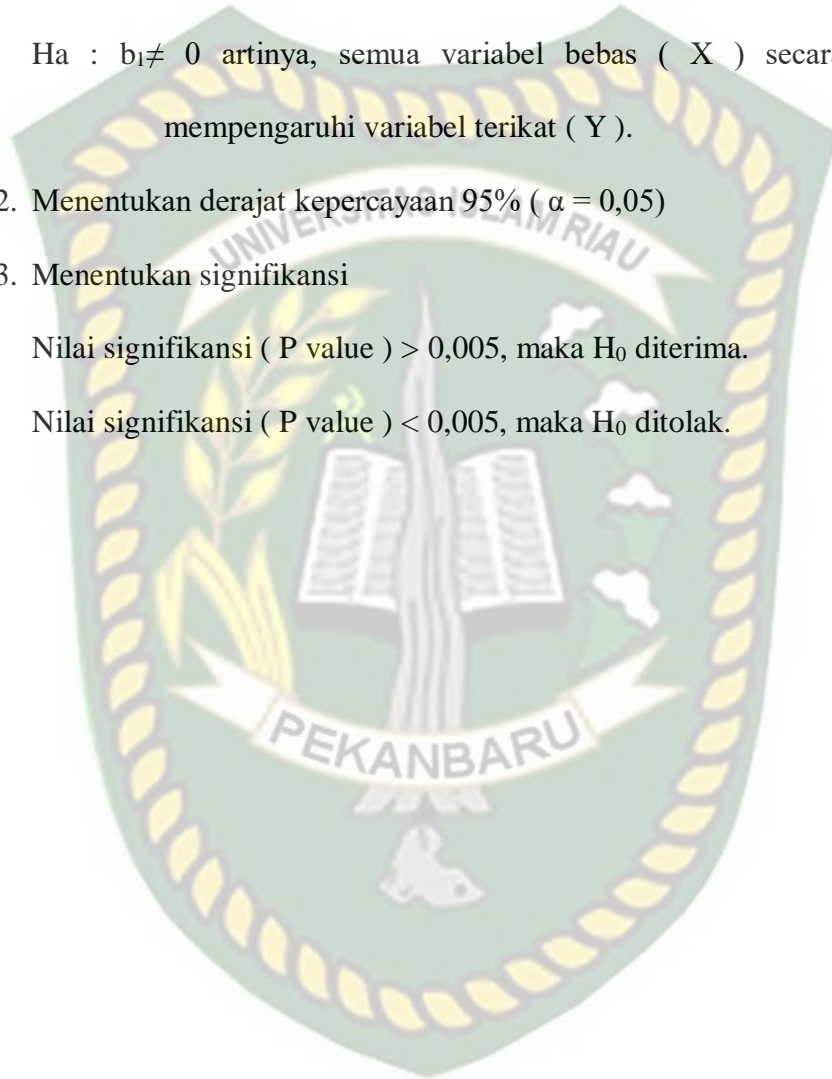 Ha : b₁≠ 0 artinya, semua variabel bebas ( X )
mempengaruhi variabel terikat ( Y ).
2. Menentukan derajat kepercayaan 95% ( α = 0,05)
UNIVERSITAS ISLAM RIAU
3. Menentukan signifikansi
Nilai signifikansi ( P value ) > 0,005, maka H₀ diterima.
Nilai signifikansi ( P value ) < 0,005, maka H₀ ditolak.
PEKANBARU